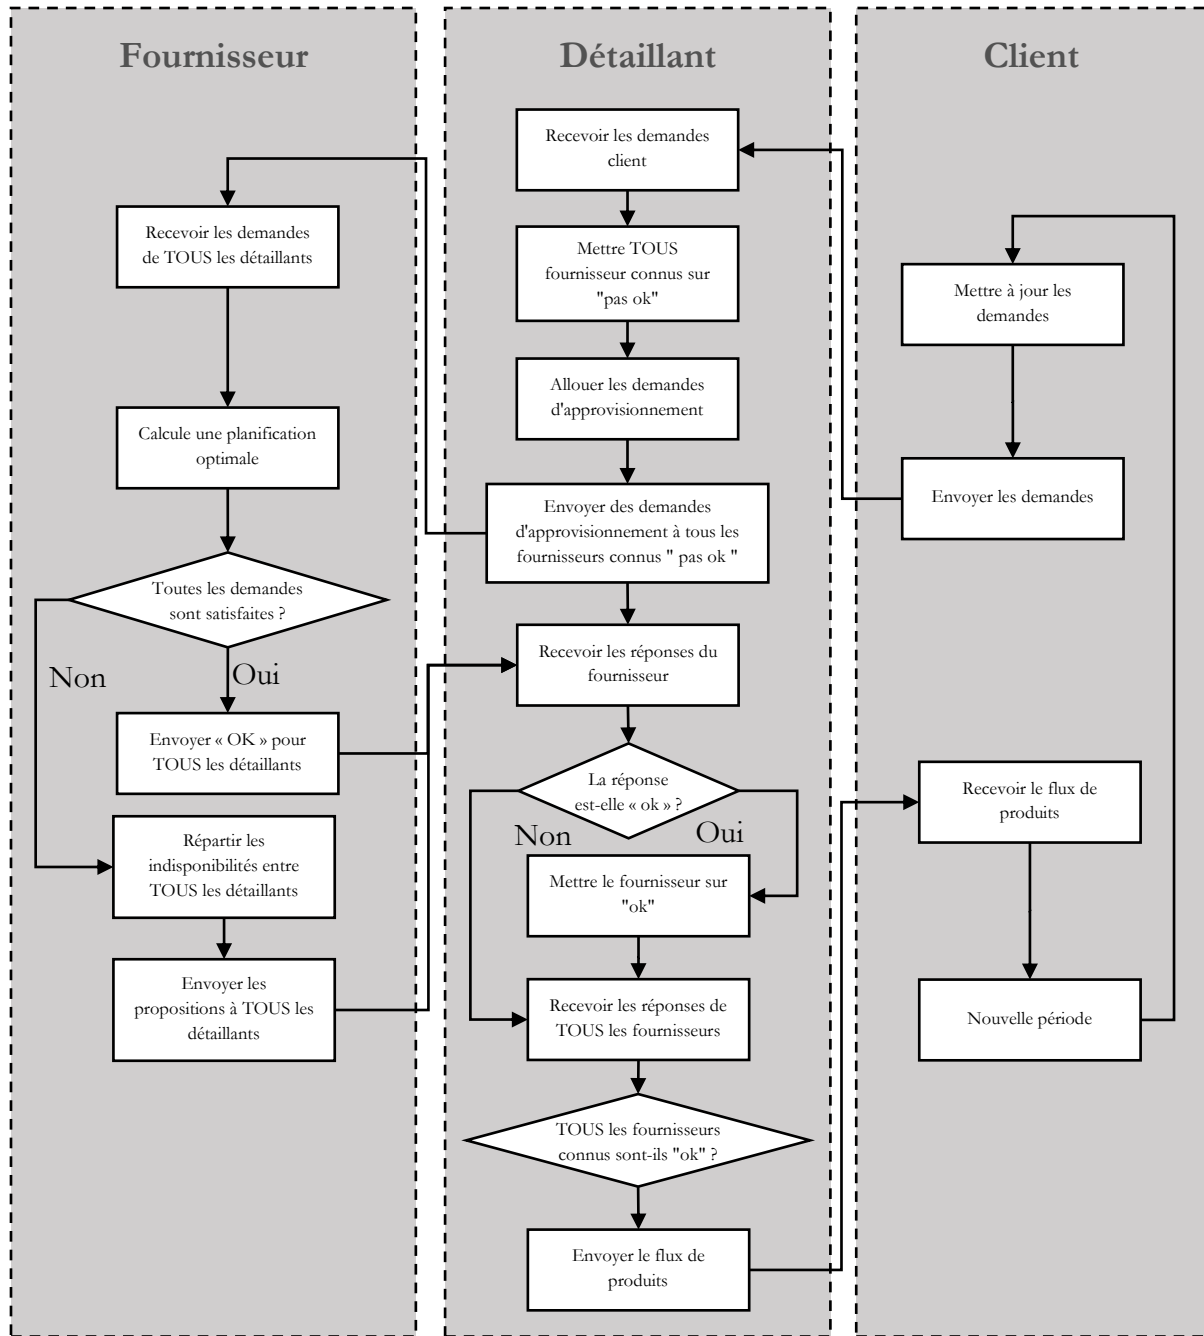 Fournisseur
Recevoir les demandes
de TOUS les détaillants
Calcule une planification
optimale
Toutes les demandes
sont satisfaites ?
Non
Oui
Envoyer « OK » pour
TOUS les détaillants
Répartir les
indisponibilités entre
TOUS les détaillants
Envoyer les
propositions à TOUS les
détaillants
Détaillant
Recevoir les demandes
client
Mettre TOUS
fournisseur connus sur
"pas ok"
Allouer les demandes
d'approvisionnement
Envoyer des demandes
d'approvisionnement à tous les
fournisseurs connus " pas ok "
Recevoir les réponses du
fournisseur
La réponse
est-elle « ok » ?
Non
Oui
Mettre le fournisseur sur
"ok"
Recevoir les réponses de
TOUS les fournisseurs
TOUS les fournisseurs
connus sont-ils "ok" ?
Envoyer le flux de
produits
Client
Mettre à jour les
demandes
Envoyer les demandes
Recevoir le flux de
produits
Nouvelle période